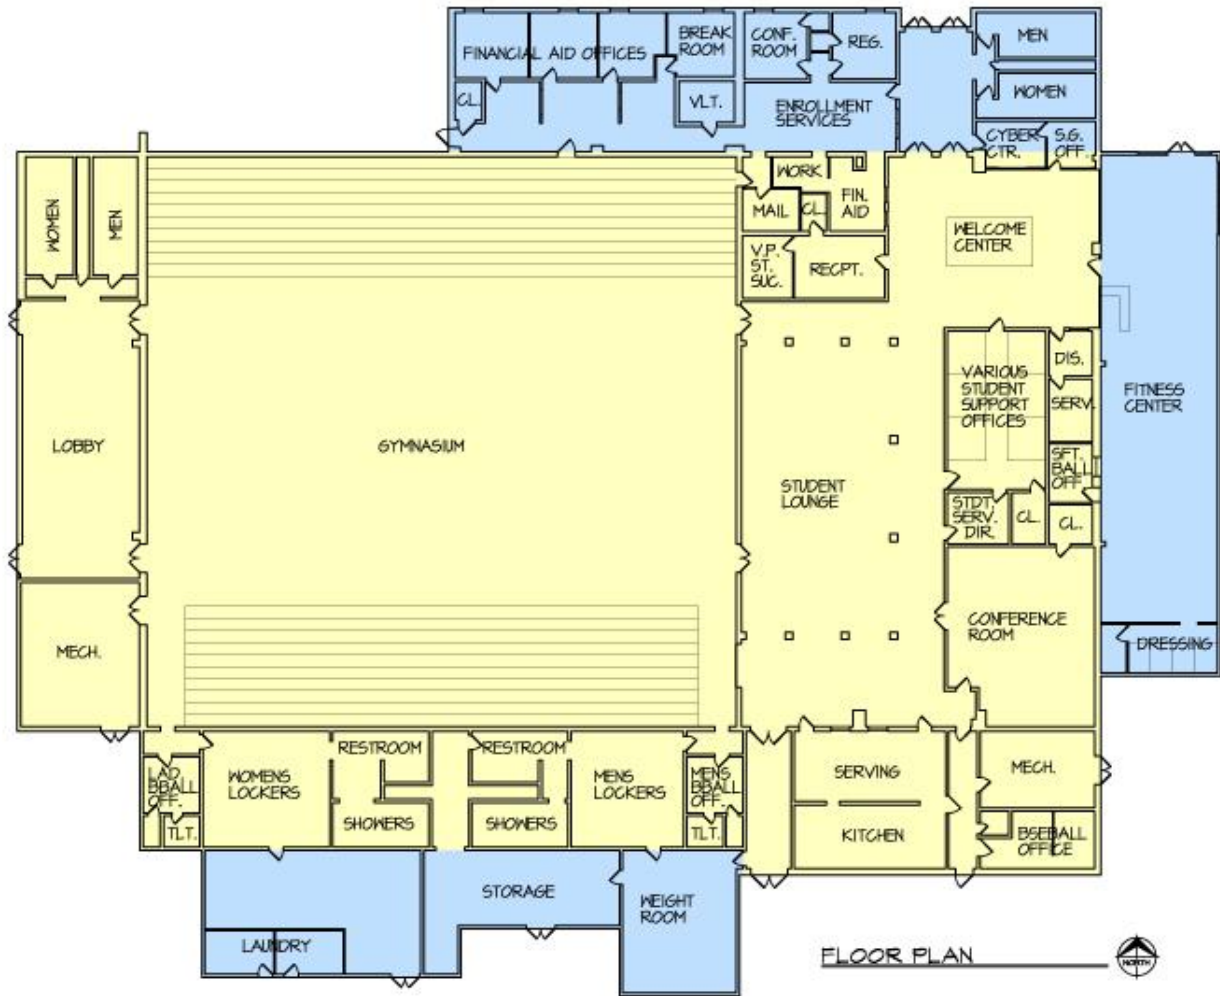 FINANCIAL AID OFFICES
BREAK
ROOM
CONF.
ROOM
REG.
MEN
CL.
VLT.
ENROLLMENT
SERVICES
WOMEN
CYBER
CTR.
S.G.
OFF.
WOMEN
MEN
WORK
MAIL
CL.
FIN.
AID
WELCOME
CENTER
V.P.
ST.
SUC.
RECPT.
VARIOUS
STUDENT
SUPPORT
OFFICES
DIS.
SERV.
FITNESS
CENTER
LOBBY
GYMNASIUM
STUDENT
LOUNGE
SFT.
BALL
OFF.
STDT.
SERV.
DIR.
CL.
CL.
MECH.
CONFERENCE
ROOM
DRESSING
LAD.
BBALL
OFF.
TLT.
WOMENS
LOCKERS
RESTROOM
SHOWERS
RESTROOM
SHOWERS
MENS
LOCKERS
MENS
BBALL
OFF.
TLT.
SERVING
KITCHEN
MECH.
BSEBALL
OFFICE
STORAGE
WEIGHT
ROOM
LAUNDRY
FLOOR PLAN
NORTH